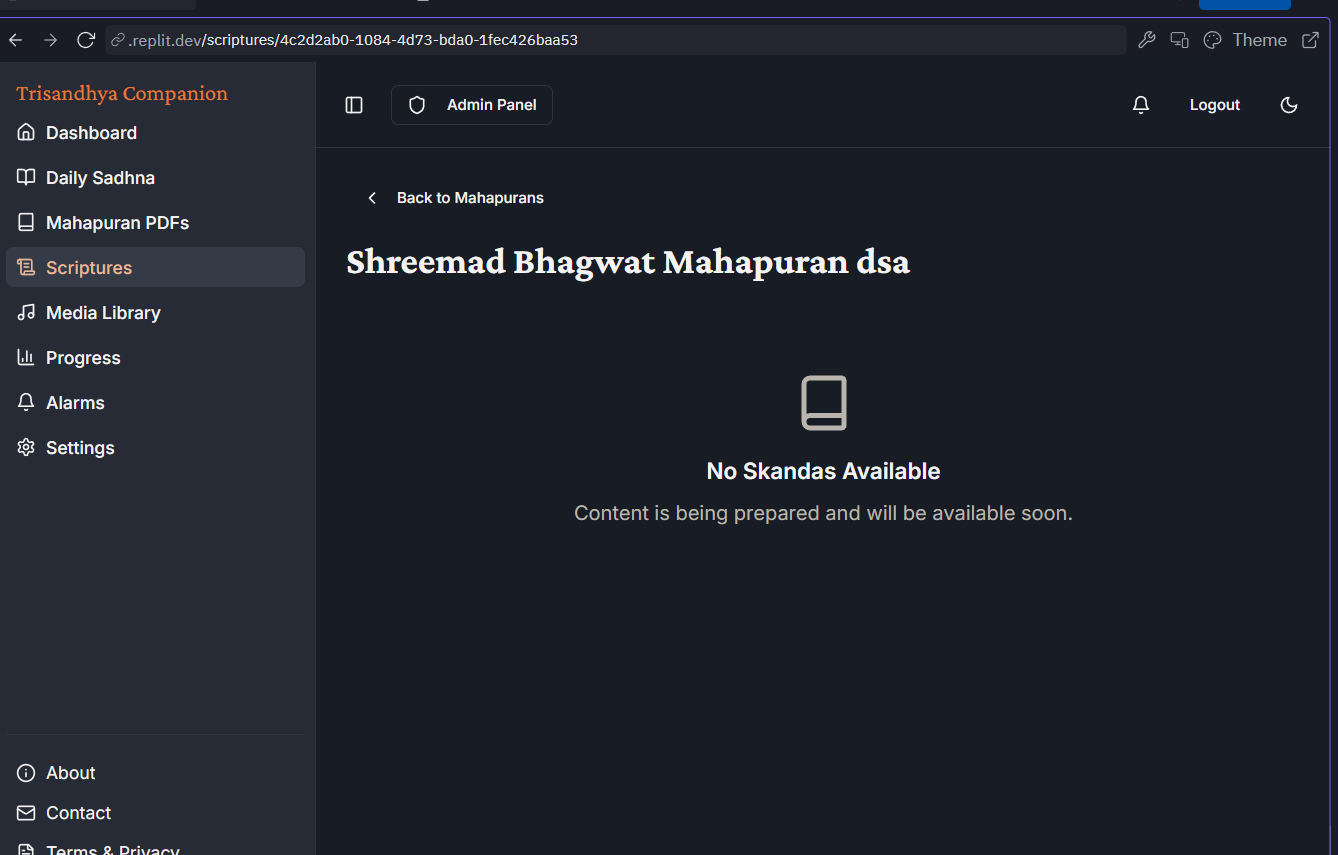 .replit.dev/scriptures/4c2d2ab0-1084-4d73-bda0-1fec426baa53
Theme
Trisandhya Companion
Admin Panel
Logout
Dashboard
Daily Sadhna
Mahapuran PDFs
Scriptures
Media Library
Progress
Alarms
Settings
Back to Mahapurans
Shreemad Bhagwat Mahapuran dsa
No Skandas Available
Content is being prepared and will be available soon.
About
Contact
Terms & Privacy